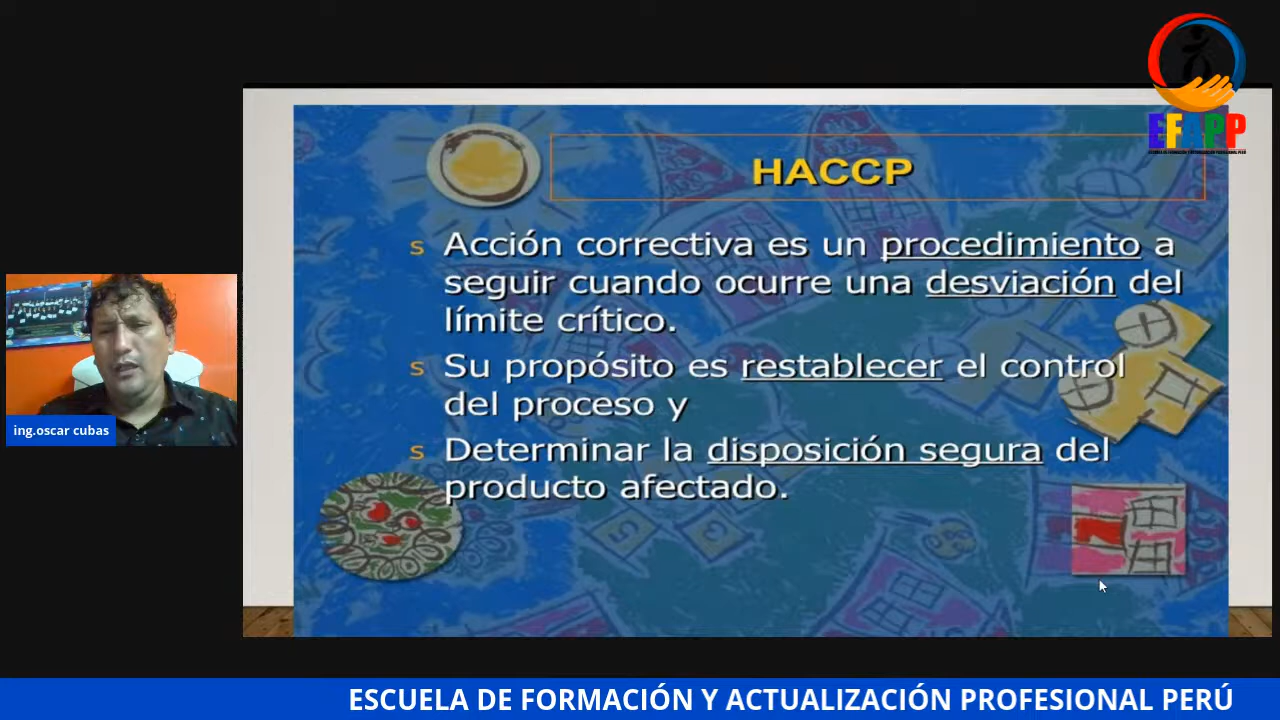 EFAPP
HACCP
s Acción correctiva es un procedimiento a
seguir cuando ocurre una desviación del
límite crítico.
s Su propósito es restablecer el control
del proceso y
s Determinar la disposición segura del
producto afectado.
ing.oscar cubas
ESCUELA DE FORMACIÓN Y ACTUALIZACIÓN PROFESIONAL PERÚ